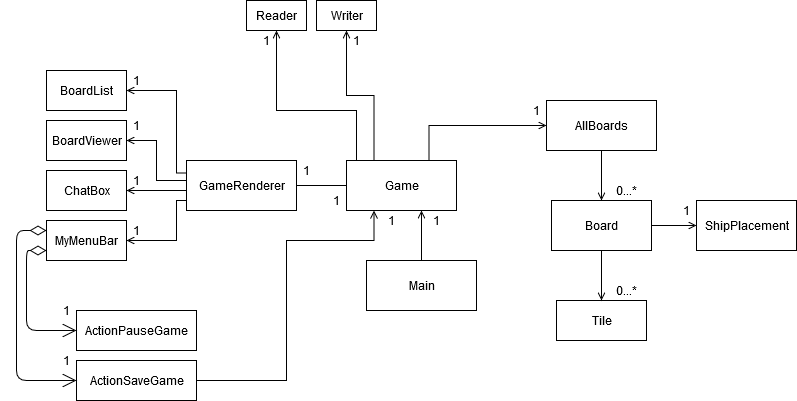 Reader
Writer
1
1
BoardList
1
BoardViewer
1
AllBoards
1
ChatBox
1
GameRenderer
1
1
Game
0...*
MyMenuBar
1
1
1
Board
1
ShipPlacement
Main
0...*
Tile
ActionPauseGame
1
ActionSaveGame
1